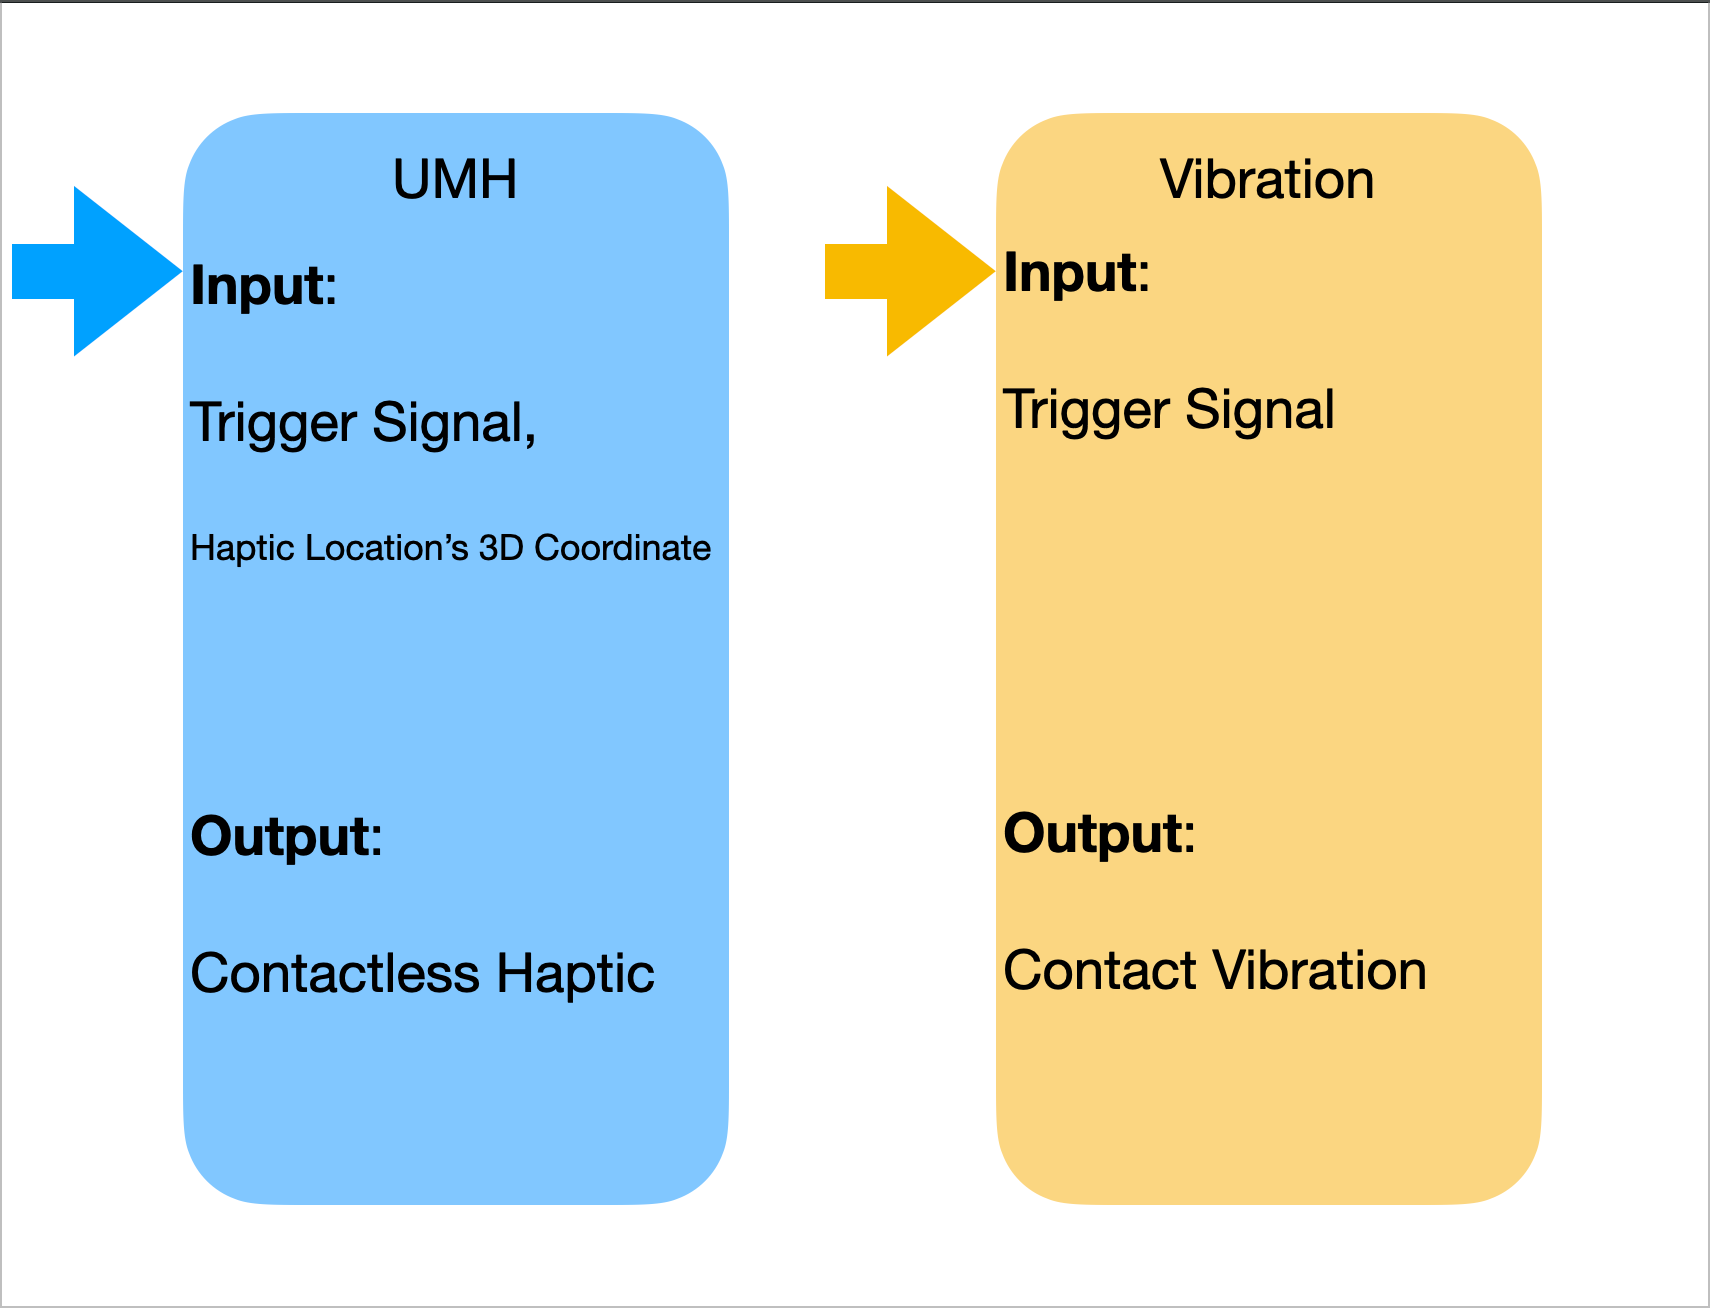 UMH
Input:
Trigger Signal,
Haptic Location’s 3D Coordinate
Output:
Contactless Haptic
Vibration
Input:
Trigger Signal
Output:
Contact Vibration